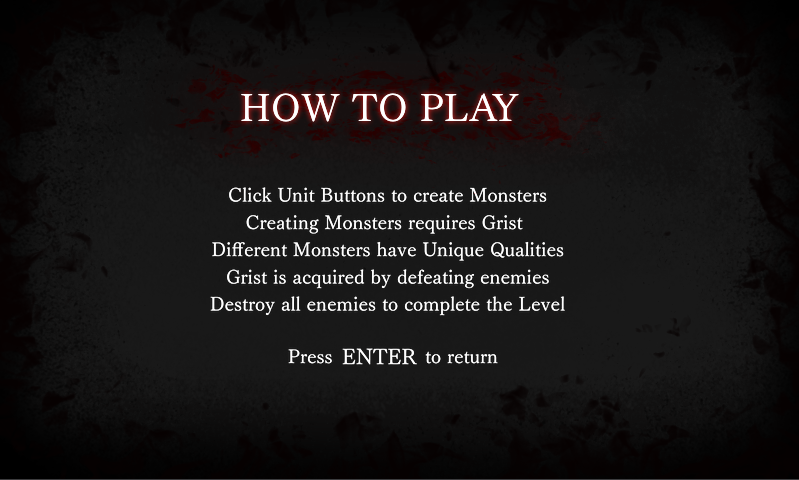 HOW TO PLAY
Click Unit Buttons to create Monsters
Creating Monsters requires Grist
Different Monsters have Unique Qualities
Grist is acquired by defeating enemies
Destroy all enemies to complete the Level
Press ENTER to return